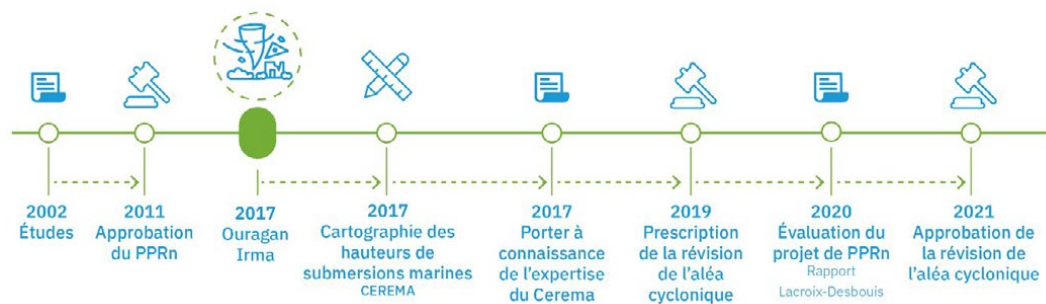 2002
Études
2011
Approbation
du PPRn
2017
Ouragan
Irma
2017
Cartographie des
hauteurs de
submersions marines
CEREMA
2017
Porter à
connaissance
de l'expertise
du Cerema
2019
Prescription
de la révision
de l'aléa
cyclonique
2020
Évaluation du
projet de PPRn
Rapport
Lacroix-Desbouis
2021
Approbation de
la révision de
l'aléa cyclonique